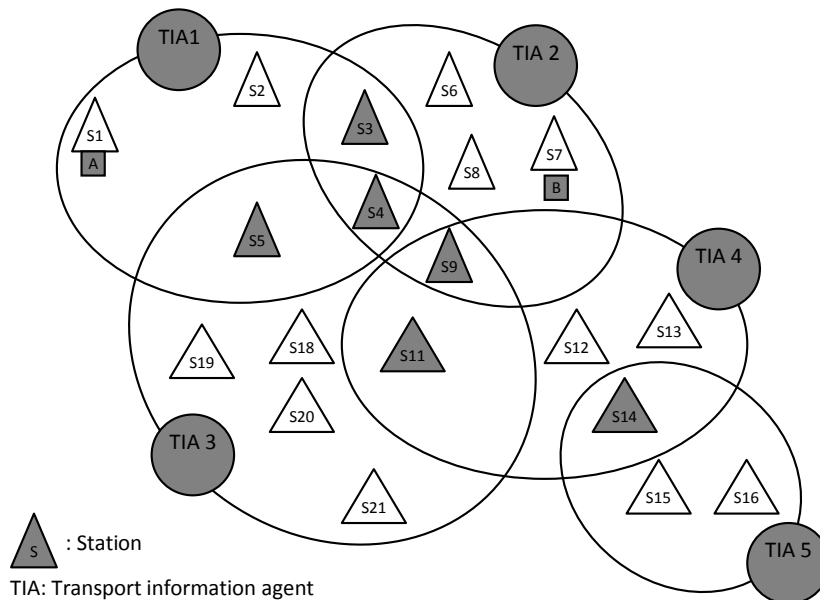 TIA1
TIA 2
S2
S6
S3
S1
S7
S8
A
B
S4
S5
S9
TIA 4
S13
S18
S12
S19
S11
S20
S14
TIA 3
S15
S16
S21
S
: Station
TIA 5
TIA: Transport information agent